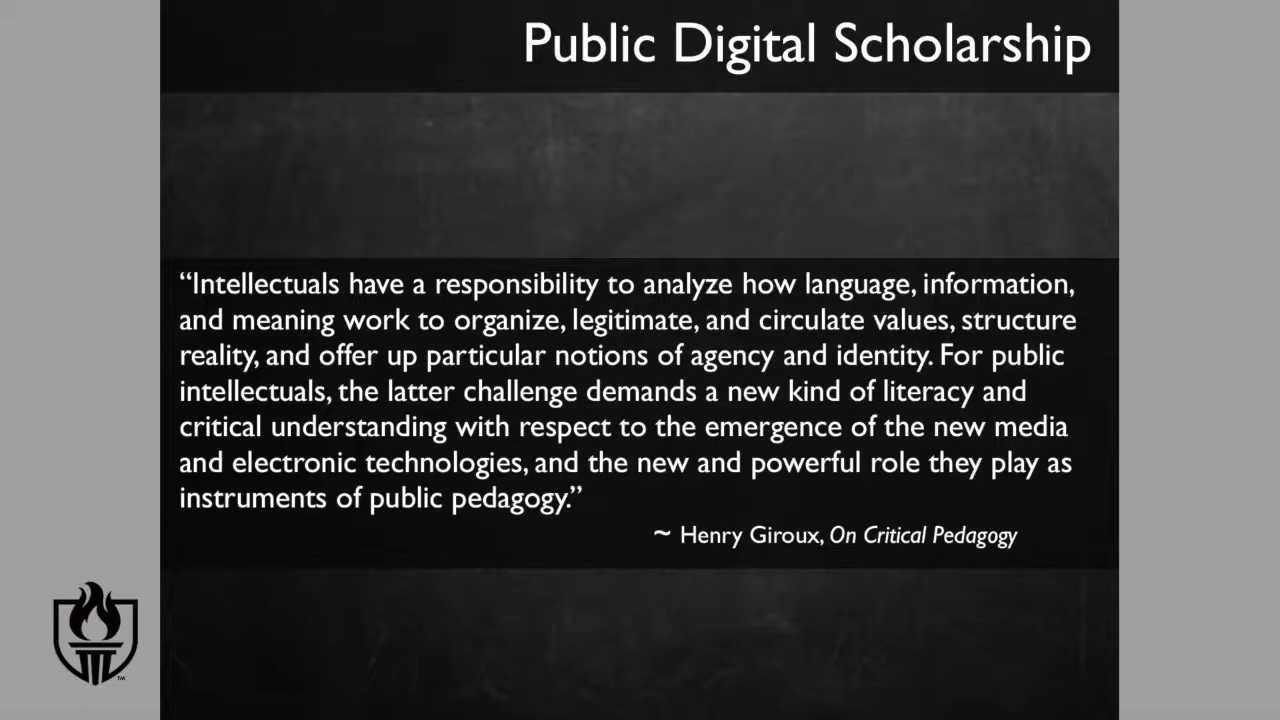 Public Digital Scholarship
“Intellectuals have a responsibility to analyze how language, information,
and meaning work to organize, legitimate, and circulate values, structure
reality, and offer up particular notions of agency and identity. For public
intellectuals, the latter challenge demands a new kind of literacy and
critical understanding with respect to the emergence of the new media
and electronic technologies, and the new and powerful role they play as
instruments of public pedagogy.”
~ Henry Giroux, On Critical Pedagogy
TM